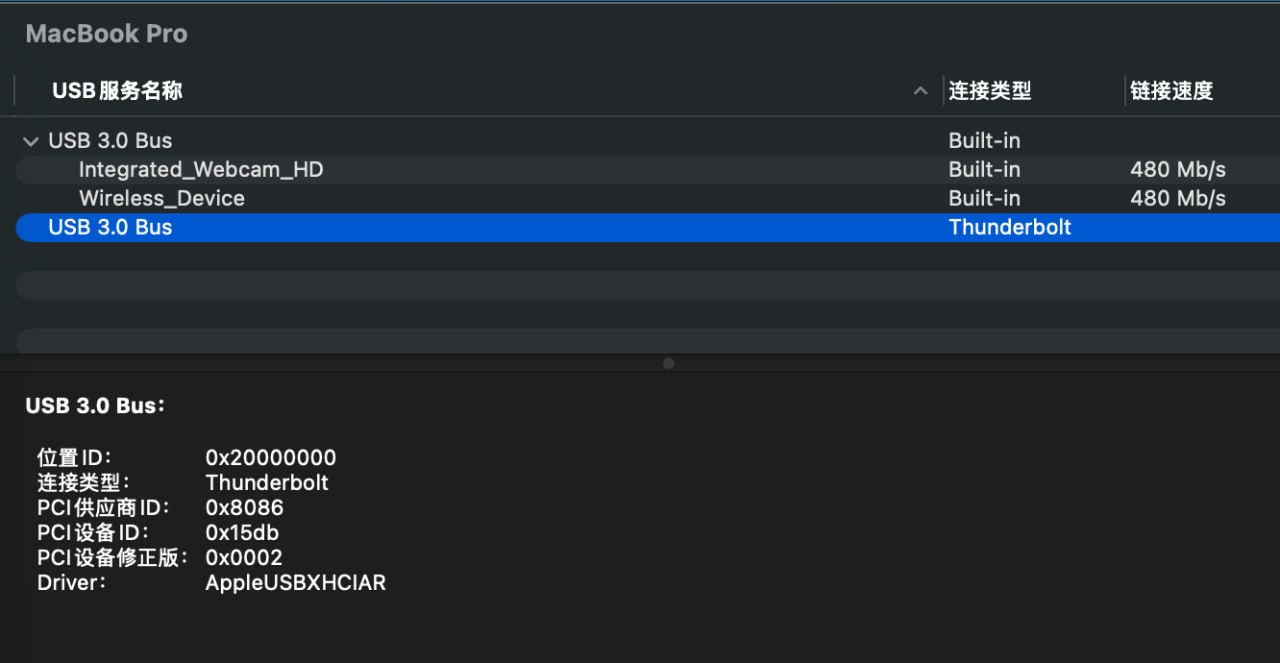 MacBook Pro
USB服务名称 连接类型 链接速度
USB 3.0 Bus Built-in
Integrated_Webcam_HD Built-in 480 Mb/s
Wireless_Device Built-in 480 Mb/s
USB 3.0 Bus Thunderbolt
USB 3.0 Bus：
位置ID： 0x20000000
连接类型： Thunderbolt
PCI供应商ID： 0x8086
PCI设备ID： 0x15db
PCI设备修正版： 0x0002
Driver： AppleUSBXHCIAR